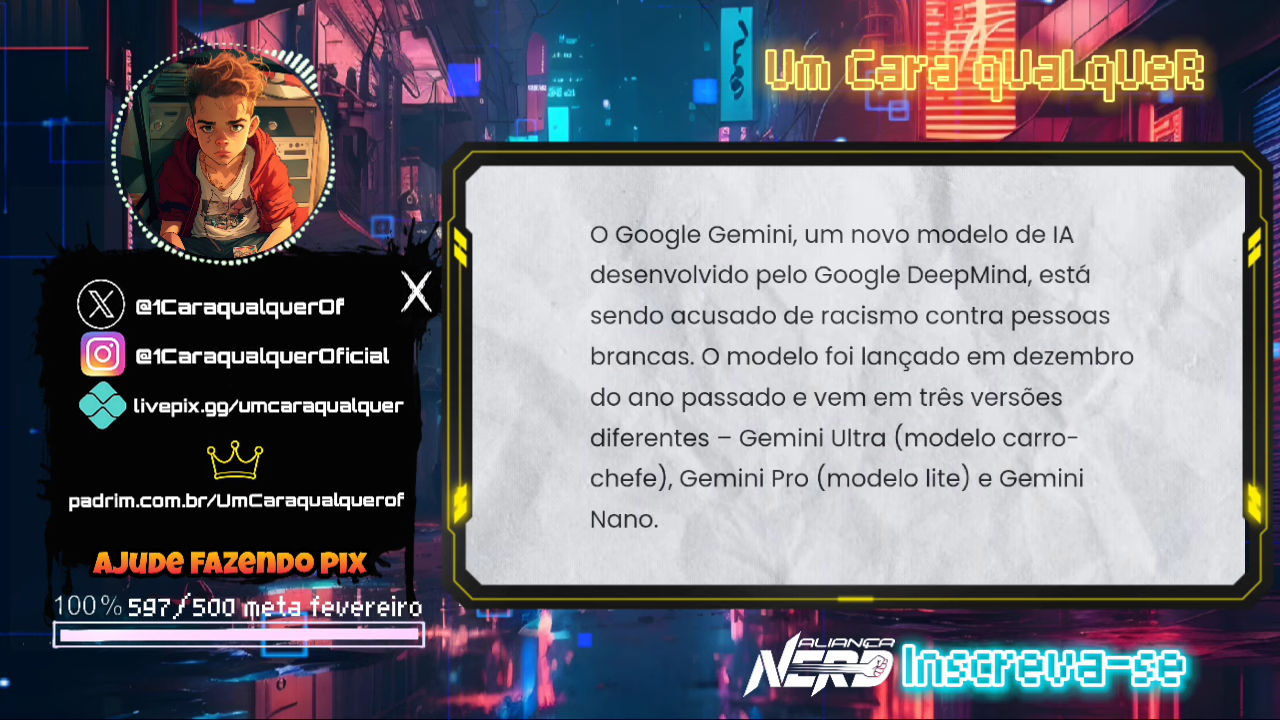 Um Cara qUaLqUeR
@1CaraqualquerOf
@1CaraqualquerOficial
livepix.gg/umcaraqualquer
padrim.com.br/UmCaraqualquerof
AJUDE FAZENDO PIX
100% 597/500 meta fevereiro
O Google Gemini, um novo modelo de IA
desenvolvido pelo Google DeepMind, está
sendo acusado de racismo contra pessoas
brancas. O modelo foi lançado em dezembro
do ano passado e vem em três versões
diferentes – Gemini Ultra (modelo carro-
chefe), Gemini Pro (modelo lite) e Gemini
Nano.
ALIANÇA
NERD
Inscreva-se